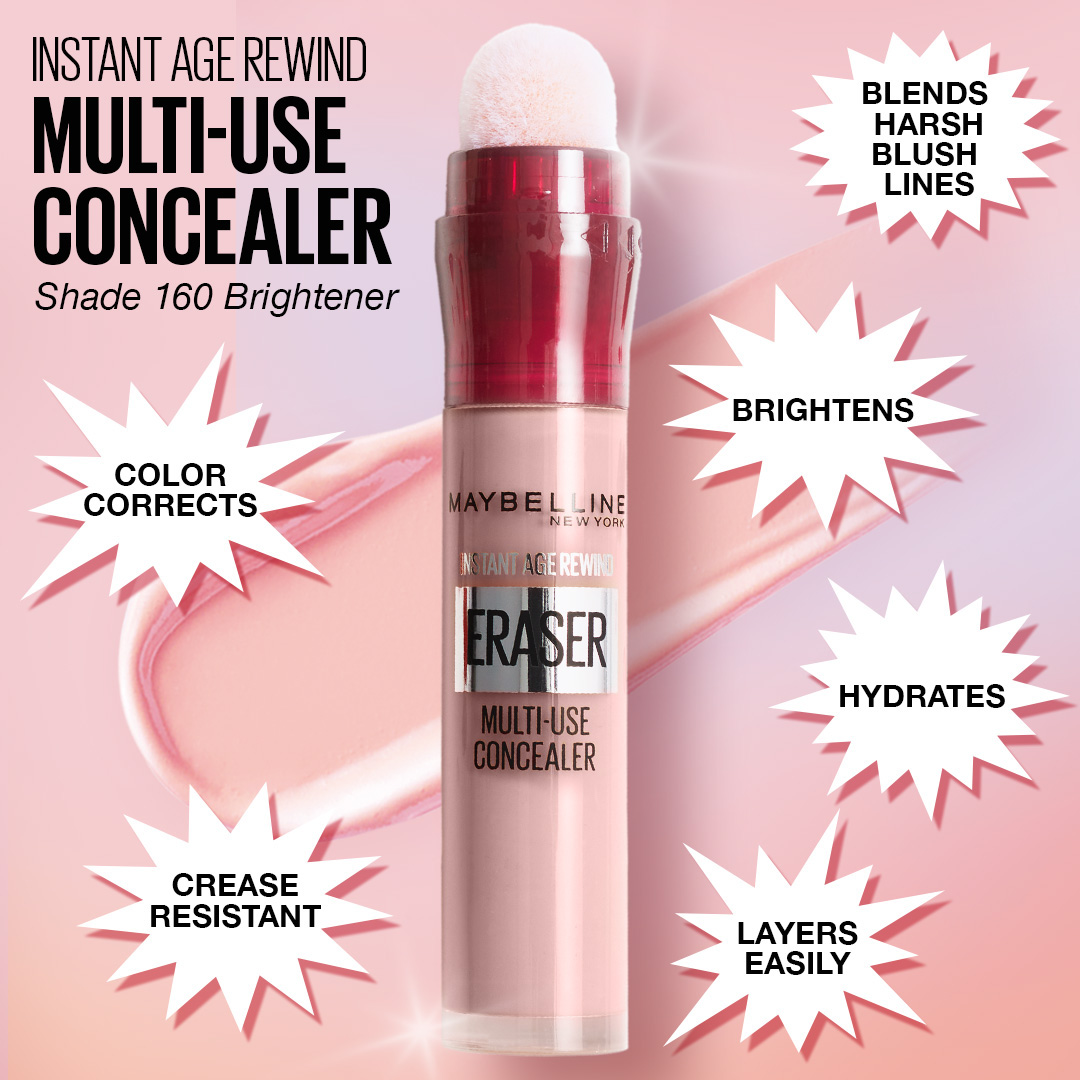 INSTANT AGE REWIND
MULTI-USE
CONCEALER
Shade 160 Brightener
BLENDS
HARSH
BLUSH
LINES
BRIGHTENS
COLOR
CORRECTS
MAYBELLINE
NEW YORK
INSTANT AGE REWIND
ERASER
MULTI-USE
CONCEALER
HYDRATES
CREASE
RESISTANT
LAYERS
EASILY